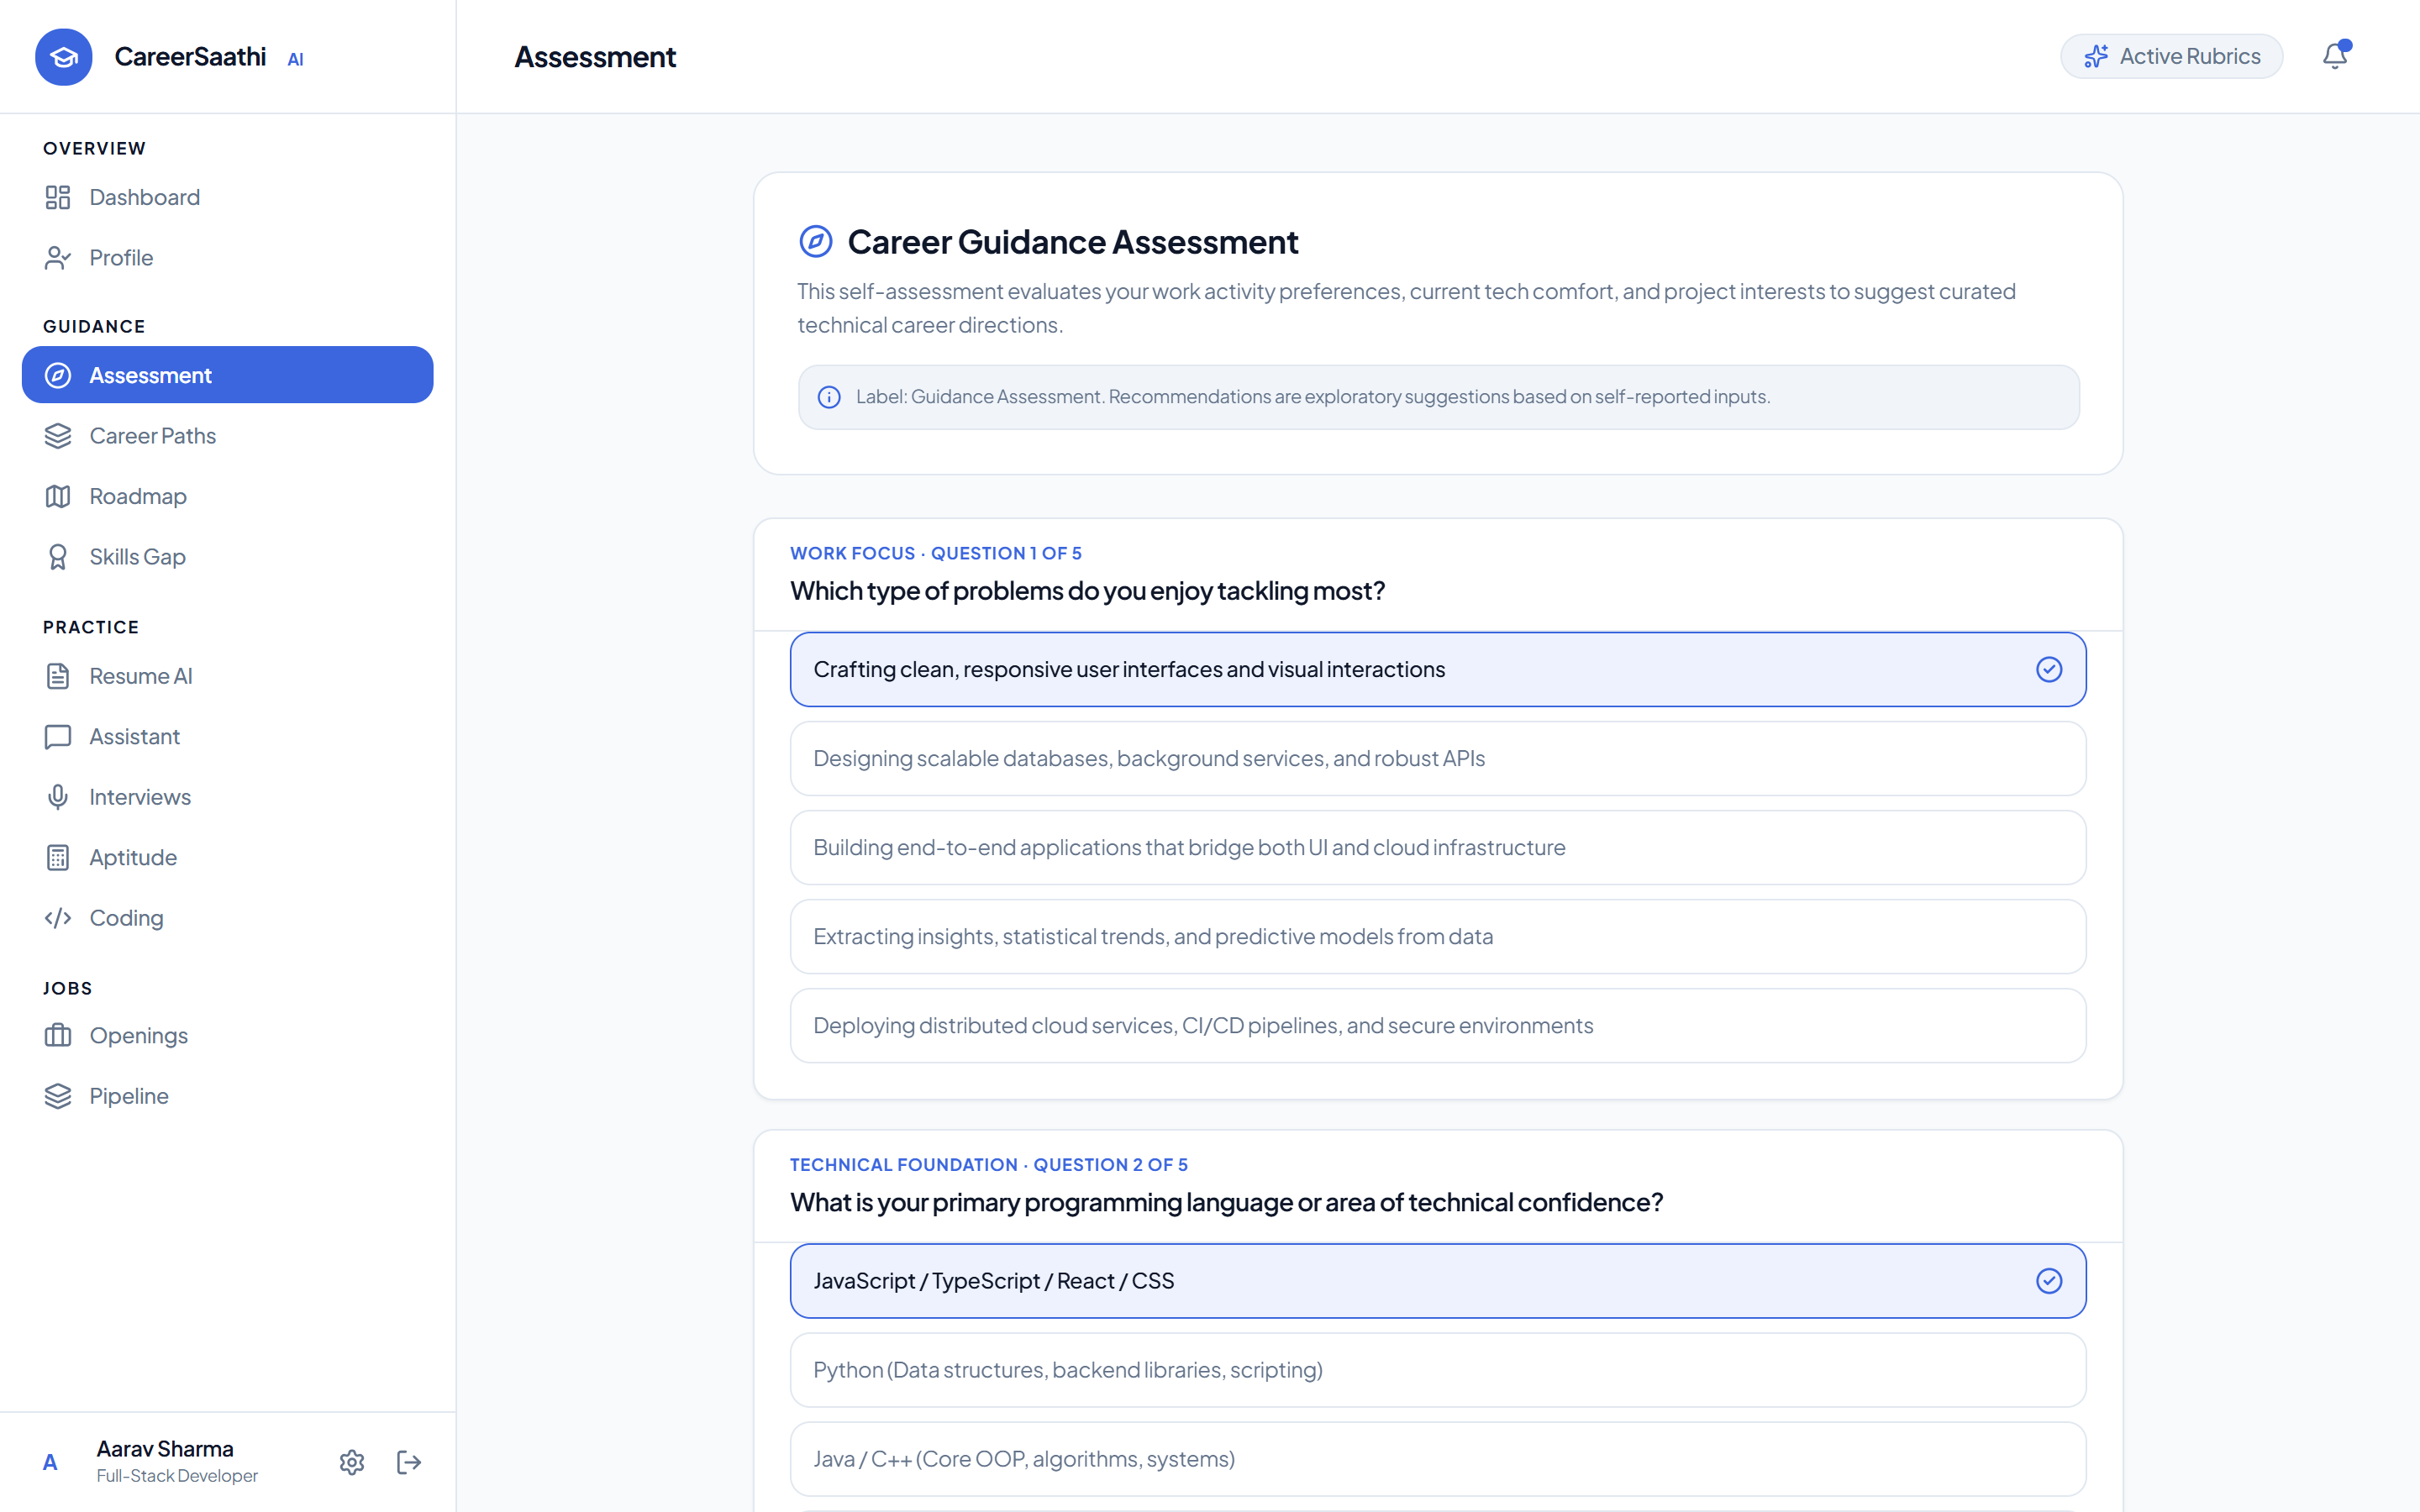 CareerSaathi AI
OVERVIEW
Dashboard
Profile
GUIDANCE
Assessment
Career Paths
Roadmap
Skills Gap
PRACTICE
Resume AI
Assistant
Interviews
Aptitude
Coding
JOBS
Openings
Pipeline
A
Aarav Sharma
Full-Stack Developer
Assessment
Active Rubrics
Career Guidance Assessment
This self-assessment evaluates your work activity preferences, current tech comfort, and project interests to suggest curated
technical career directions.
Label: Guidance Assessment. Recommendations are exploratory suggestions based on self-reported inputs.
WORK FOCUS · QUESTION 1 OF 5
Which type of problems do you enjoy tackling most?
Crafting clean, responsive user interfaces and visual interactions
Designing scalable databases, background services, and robust APIs
Building end-to-end applications that bridge both UI and cloud infrastructure
Extracting insights, statistical trends, and predictive models from data
Deploying distributed cloud services, CI/CD pipelines, and secure environments
TECHNICAL FOUNDATION · QUESTION 2 OF 5
What is your primary programming language or area of technical confidence?
JavaScript / TypeScript / React / CSS
Python (Data structures, backend libraries, scripting)
Java / C++ (Core OOP, algorithms, systems)